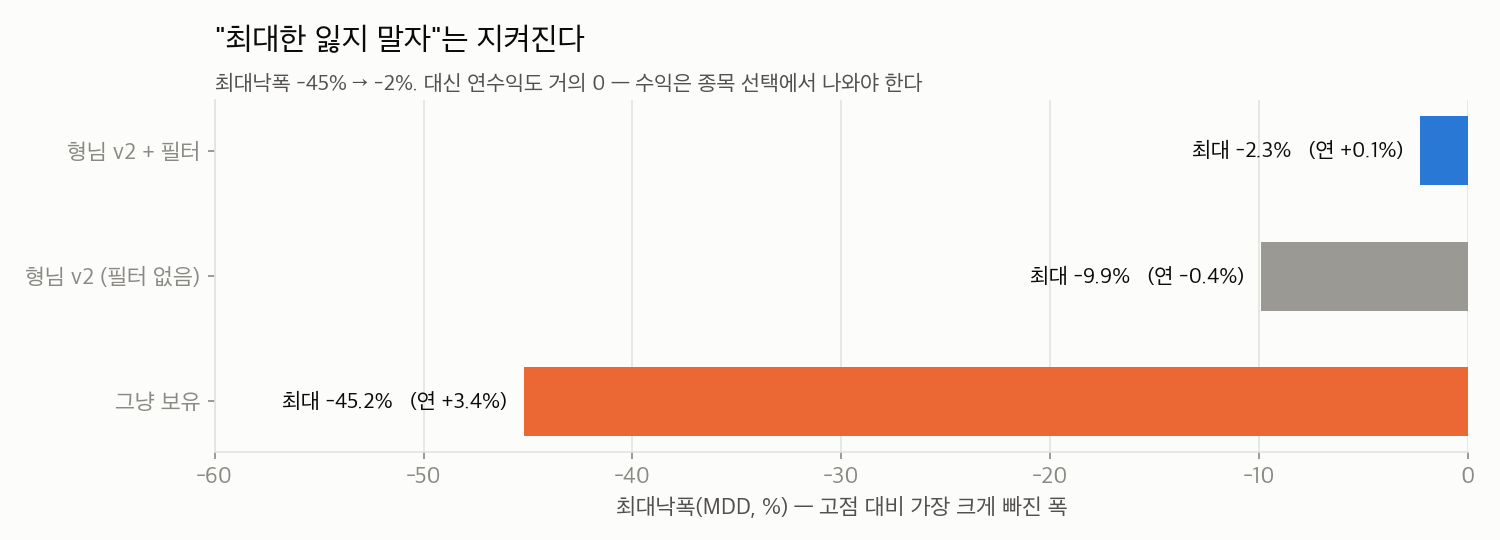 "최대한 잃지 말자"는 지켜진다
최대낙폭 -45% → -2%. 대신 연수익도 거의 0 — 수익은 종목 선택에서 나와야 한다
형님 v2 + 필터
최대 -2.3% (연 +0.1%)
형님 v2 (필터 없음)
최대 -9.9% (연 -0.4%)
그냥 보유
최대 -45.2% (연 +3.4%)
-60 -50 -40 -30 -20 -10 0
최대낙폭(MDD, %) — 고점 대비 가장 크게 빠진 폭